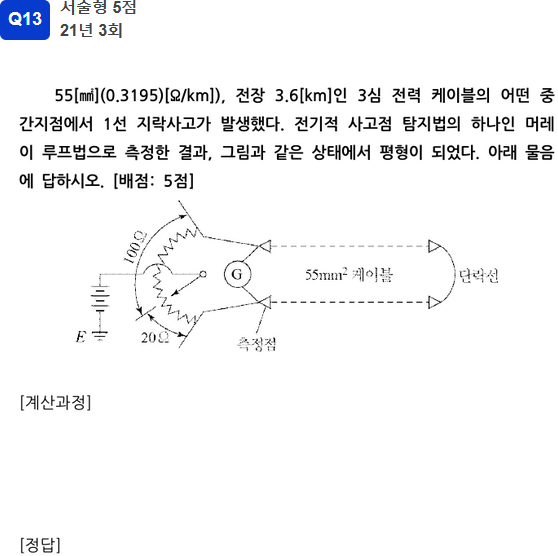 Q13
서술형 5점
21년 3회
55[㎟](0.3195)[Ω/km]), 전장 3.6[km]인 3심 전력 케이블의 어떤 중
간지점에서 1선 지락사고가 발생했다. 전기적 사고점 탐지법의 하나인 머레
이 루프법으로 측정한 결과, 그림과 같은 상태에서 평형이 되었다. 아래 물음
에 답하시오. [배점: 5점]
100Ω
G
55mm² 케이블
단락선
E
20Ω
측정점
[계산과정]
[정답]